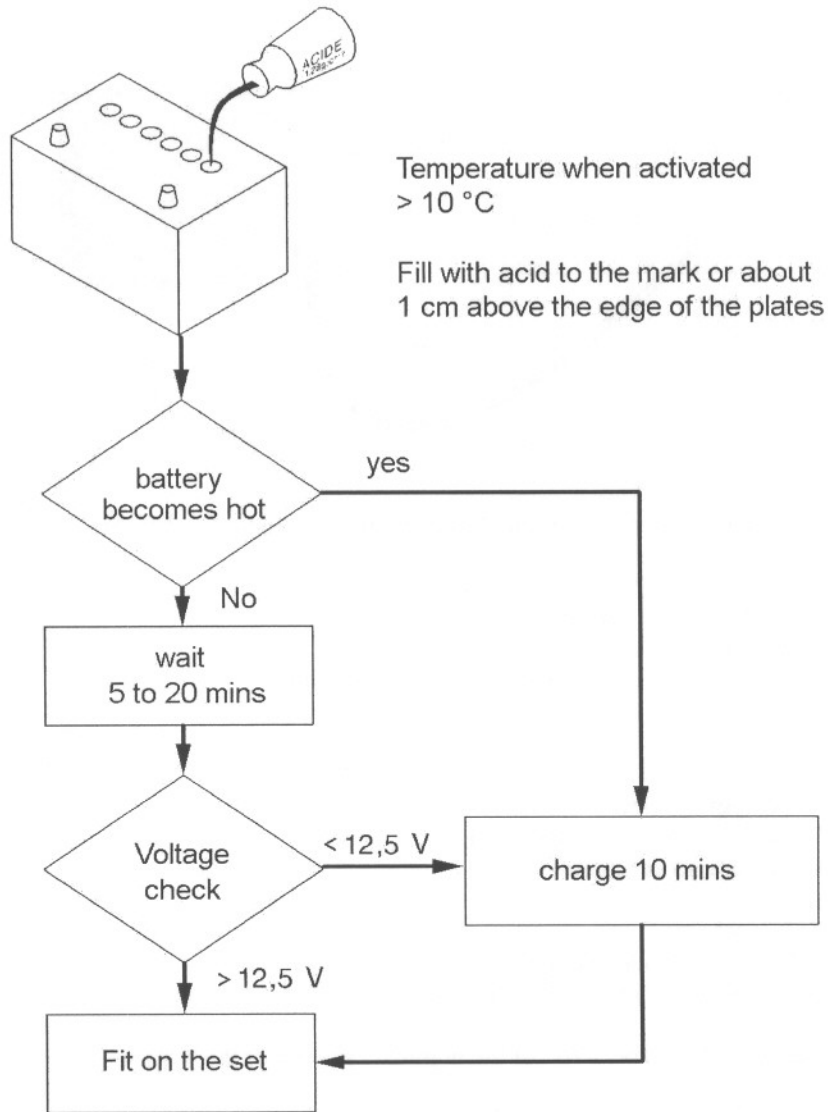 ACIDE
Temperature when activated
> 10 °C
Fill with acid to the mark or about
1 cm above the edge of the plates
battery
becomes hot
yes
No
wait
5 to 20 mins
Voltage
check
< 12,5 V
charge 10 mins
> 12,5 V
Fit on the set